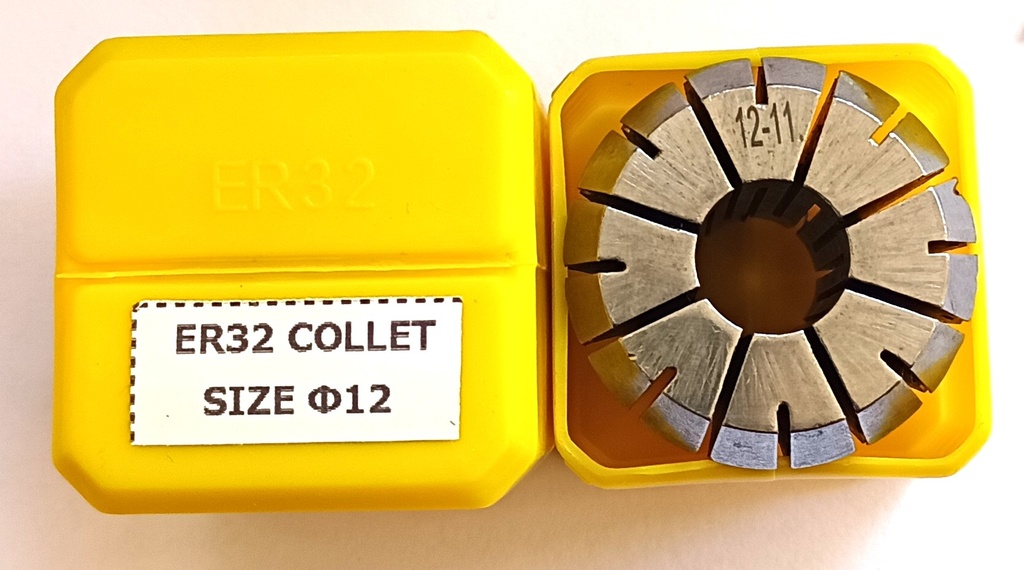 ER32
ER32 COLLET
SIZE Φ12
12-11.